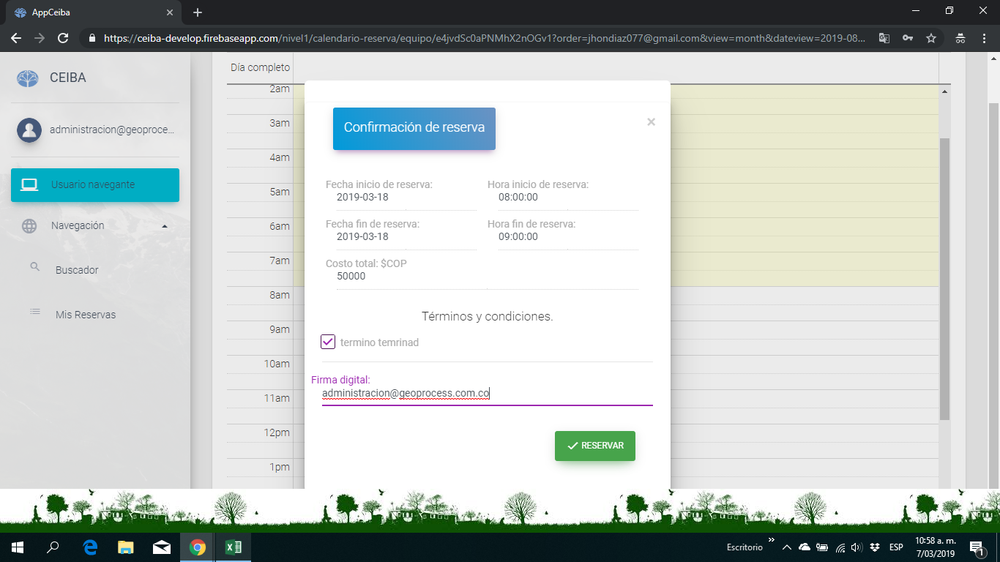 AppCeiba
https://ceiba-develop.firebaseapp.com/nivel1/calendario-reserva/equipo/e4jvdSc0aPNMhX2nOGv1?order=jhondiaz077@gmail.com&view=month&dateview=2019-08...
CEIBA
administracion@geoproce...
Usuario navegante
Navegación
Buscador
Mis Reservas
Día completo
2am
3am
4am
5am
6am
7am
8am
9am
10am
11am
12pm
1pm
Confirmación de reserva
×
Fecha inicio de reserva:
2019-03-18
Hora inicio de reserva:
08:00:00
Fecha fin de reserva:
2019-03-18
Hora fin de reserva:
09:00:00
Costo total: $COP
50000
Términos y condiciones.
termino temrinad
Firma digital:
administracion@geoprocess.com.co
RESERVAR
Escritorio
ESP
10:58 a. m.
7/03/2019
1